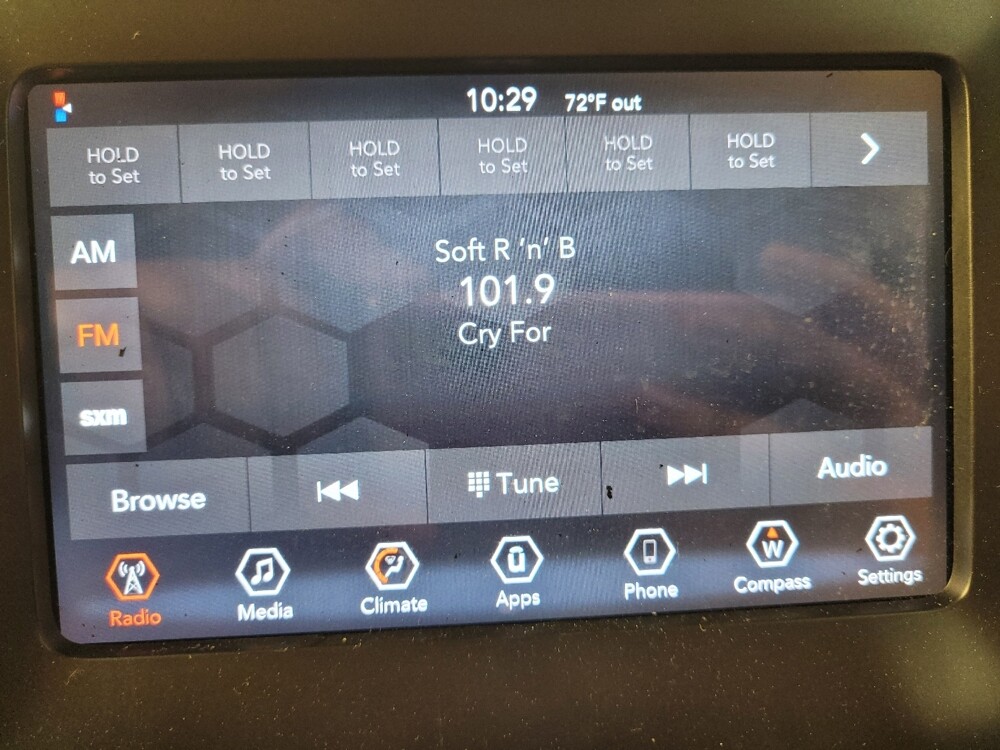 10:29 72°F out
HOLD to Set
HOLD to Set
HOLD to Set
HOLD to Set
HOLD to Set
HOLD to Set
AM
Soft R 'n' B
101.9
FM
Cry For
sxm
Browse
Tune
Audio
Radio
Media
Climate
ū
Apps
Phone
W
Compass
Settings